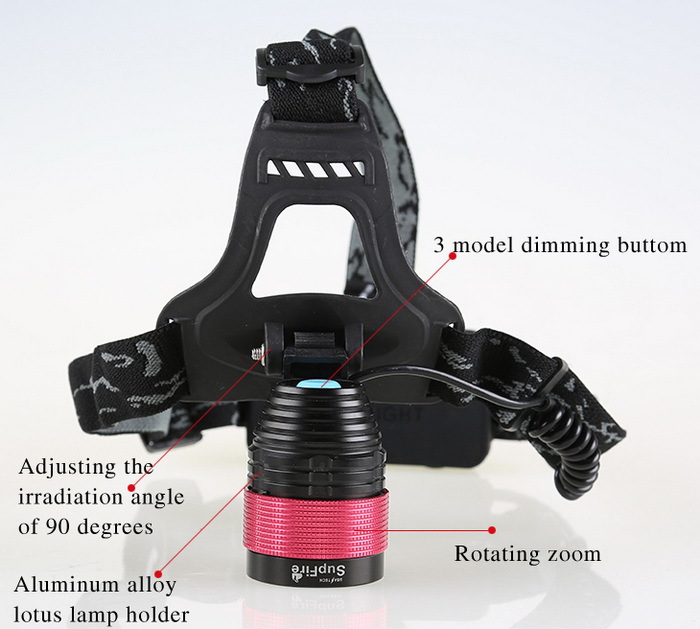 3 model dimming buttom
Adjusting the
irradiation angle
of 90 degrees
Rotating zoom
Aluminum alloy
lotus lamp holder
SupFire